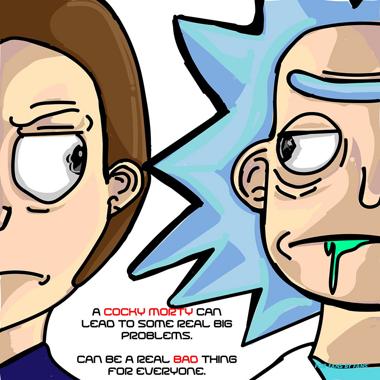 A COCKY MORTY CAN
LEAD TO SOME REAL BIG
PROBLEMS.
CAN BE A REAL BAD THING
FOR EVERYONE.